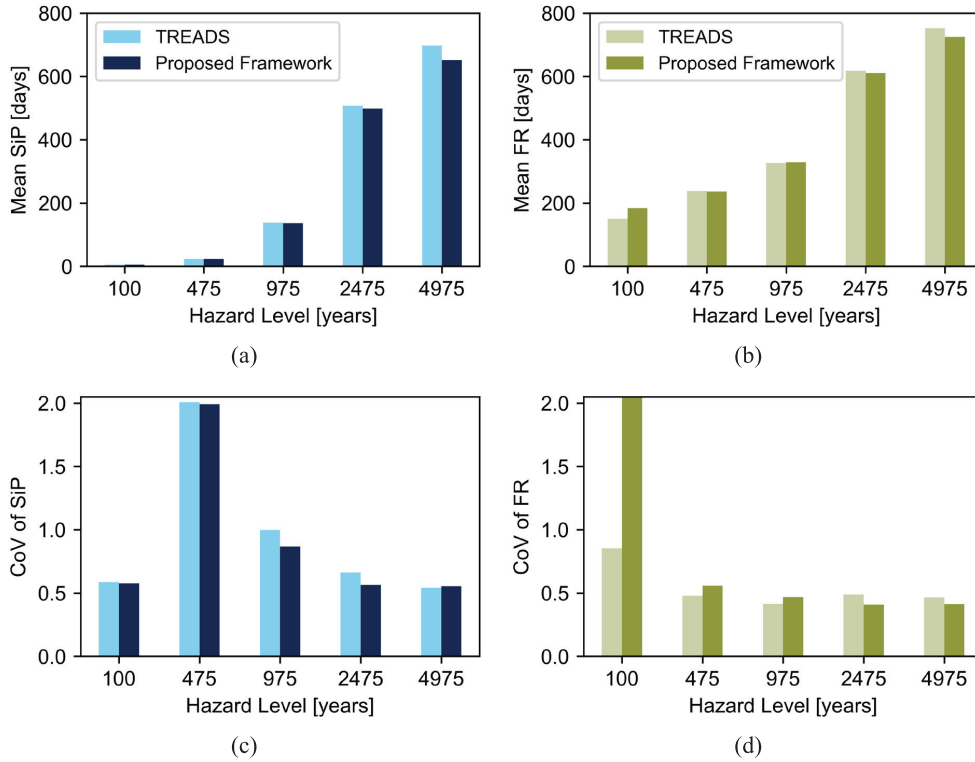 800
600
400
200
0
Mean SiP [days]
TREADS
Proposed Framework
100 475 975 2475 4975
Hazard Level [years]
(a)
800
600
400
200
0
Mean FR [days]
TREADS
Proposed Framework
100 475 975 2475 4975
Hazard Level [years]
(b)
2.0
1.5
1.0
0.5
0.0
CoV of SiP
100 475 975 2475 4975
Hazard Level [years]
(c)
2.0
1.5
1.0
0.5
0.0
CoV of FR
100 475 975 2475 4975
Hazard Level [years]
(d)